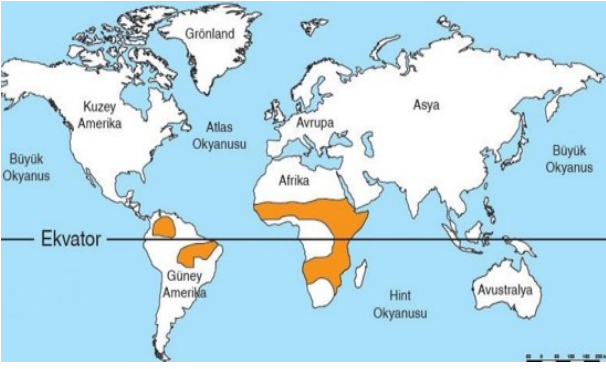 Grönland
Kuzey
Amerika
Atlas
Okyanusu
Avrupa
Asya
Büyük
Okyanus
Büyük
Okyanus
Afrika
Ekvator
Güney
Amerika
Hint
Okyanusu
Avustralya